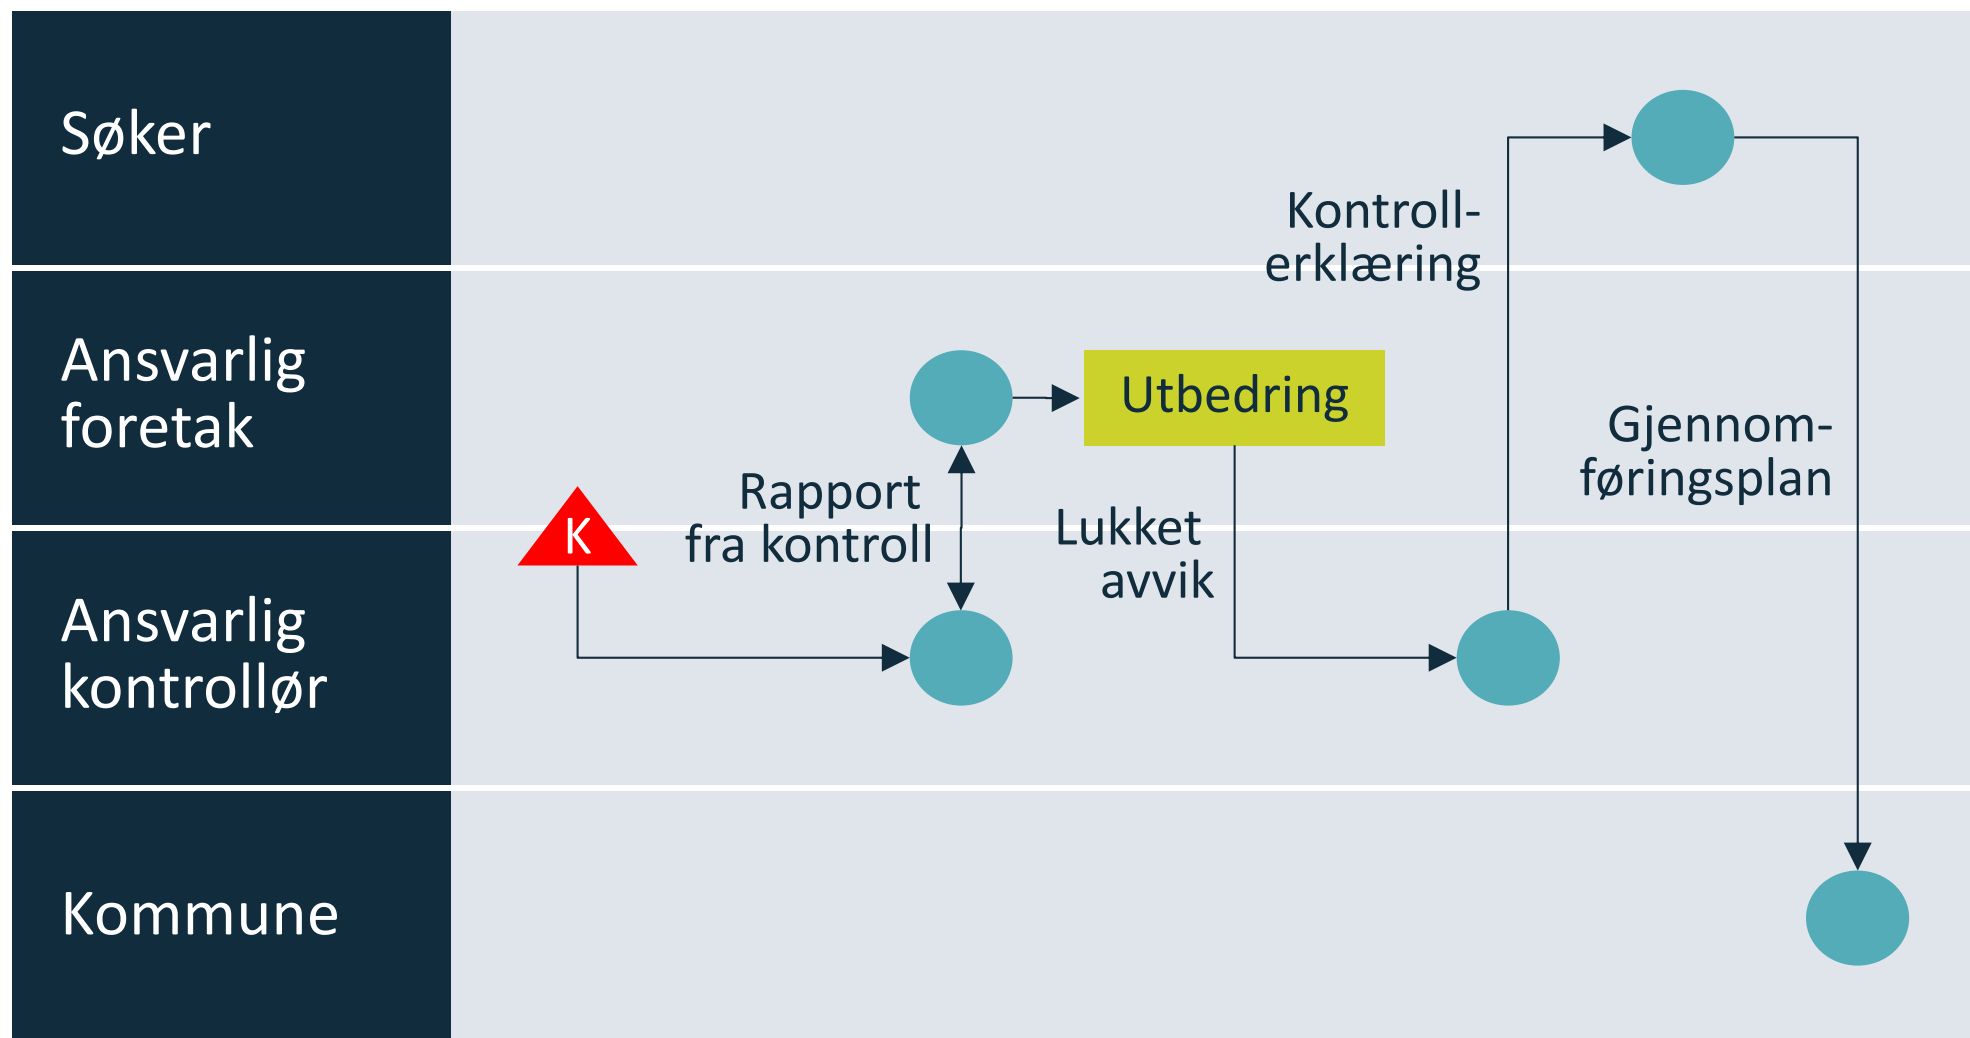 Søker
Kontroll-
erklæring
Ansvarlig
foretak
Utbedring
Gjennom-
føringsplan
Rapport
fra kontroll
K
Lukket
avvik
Ansvarlig
kontrollør
Kommune